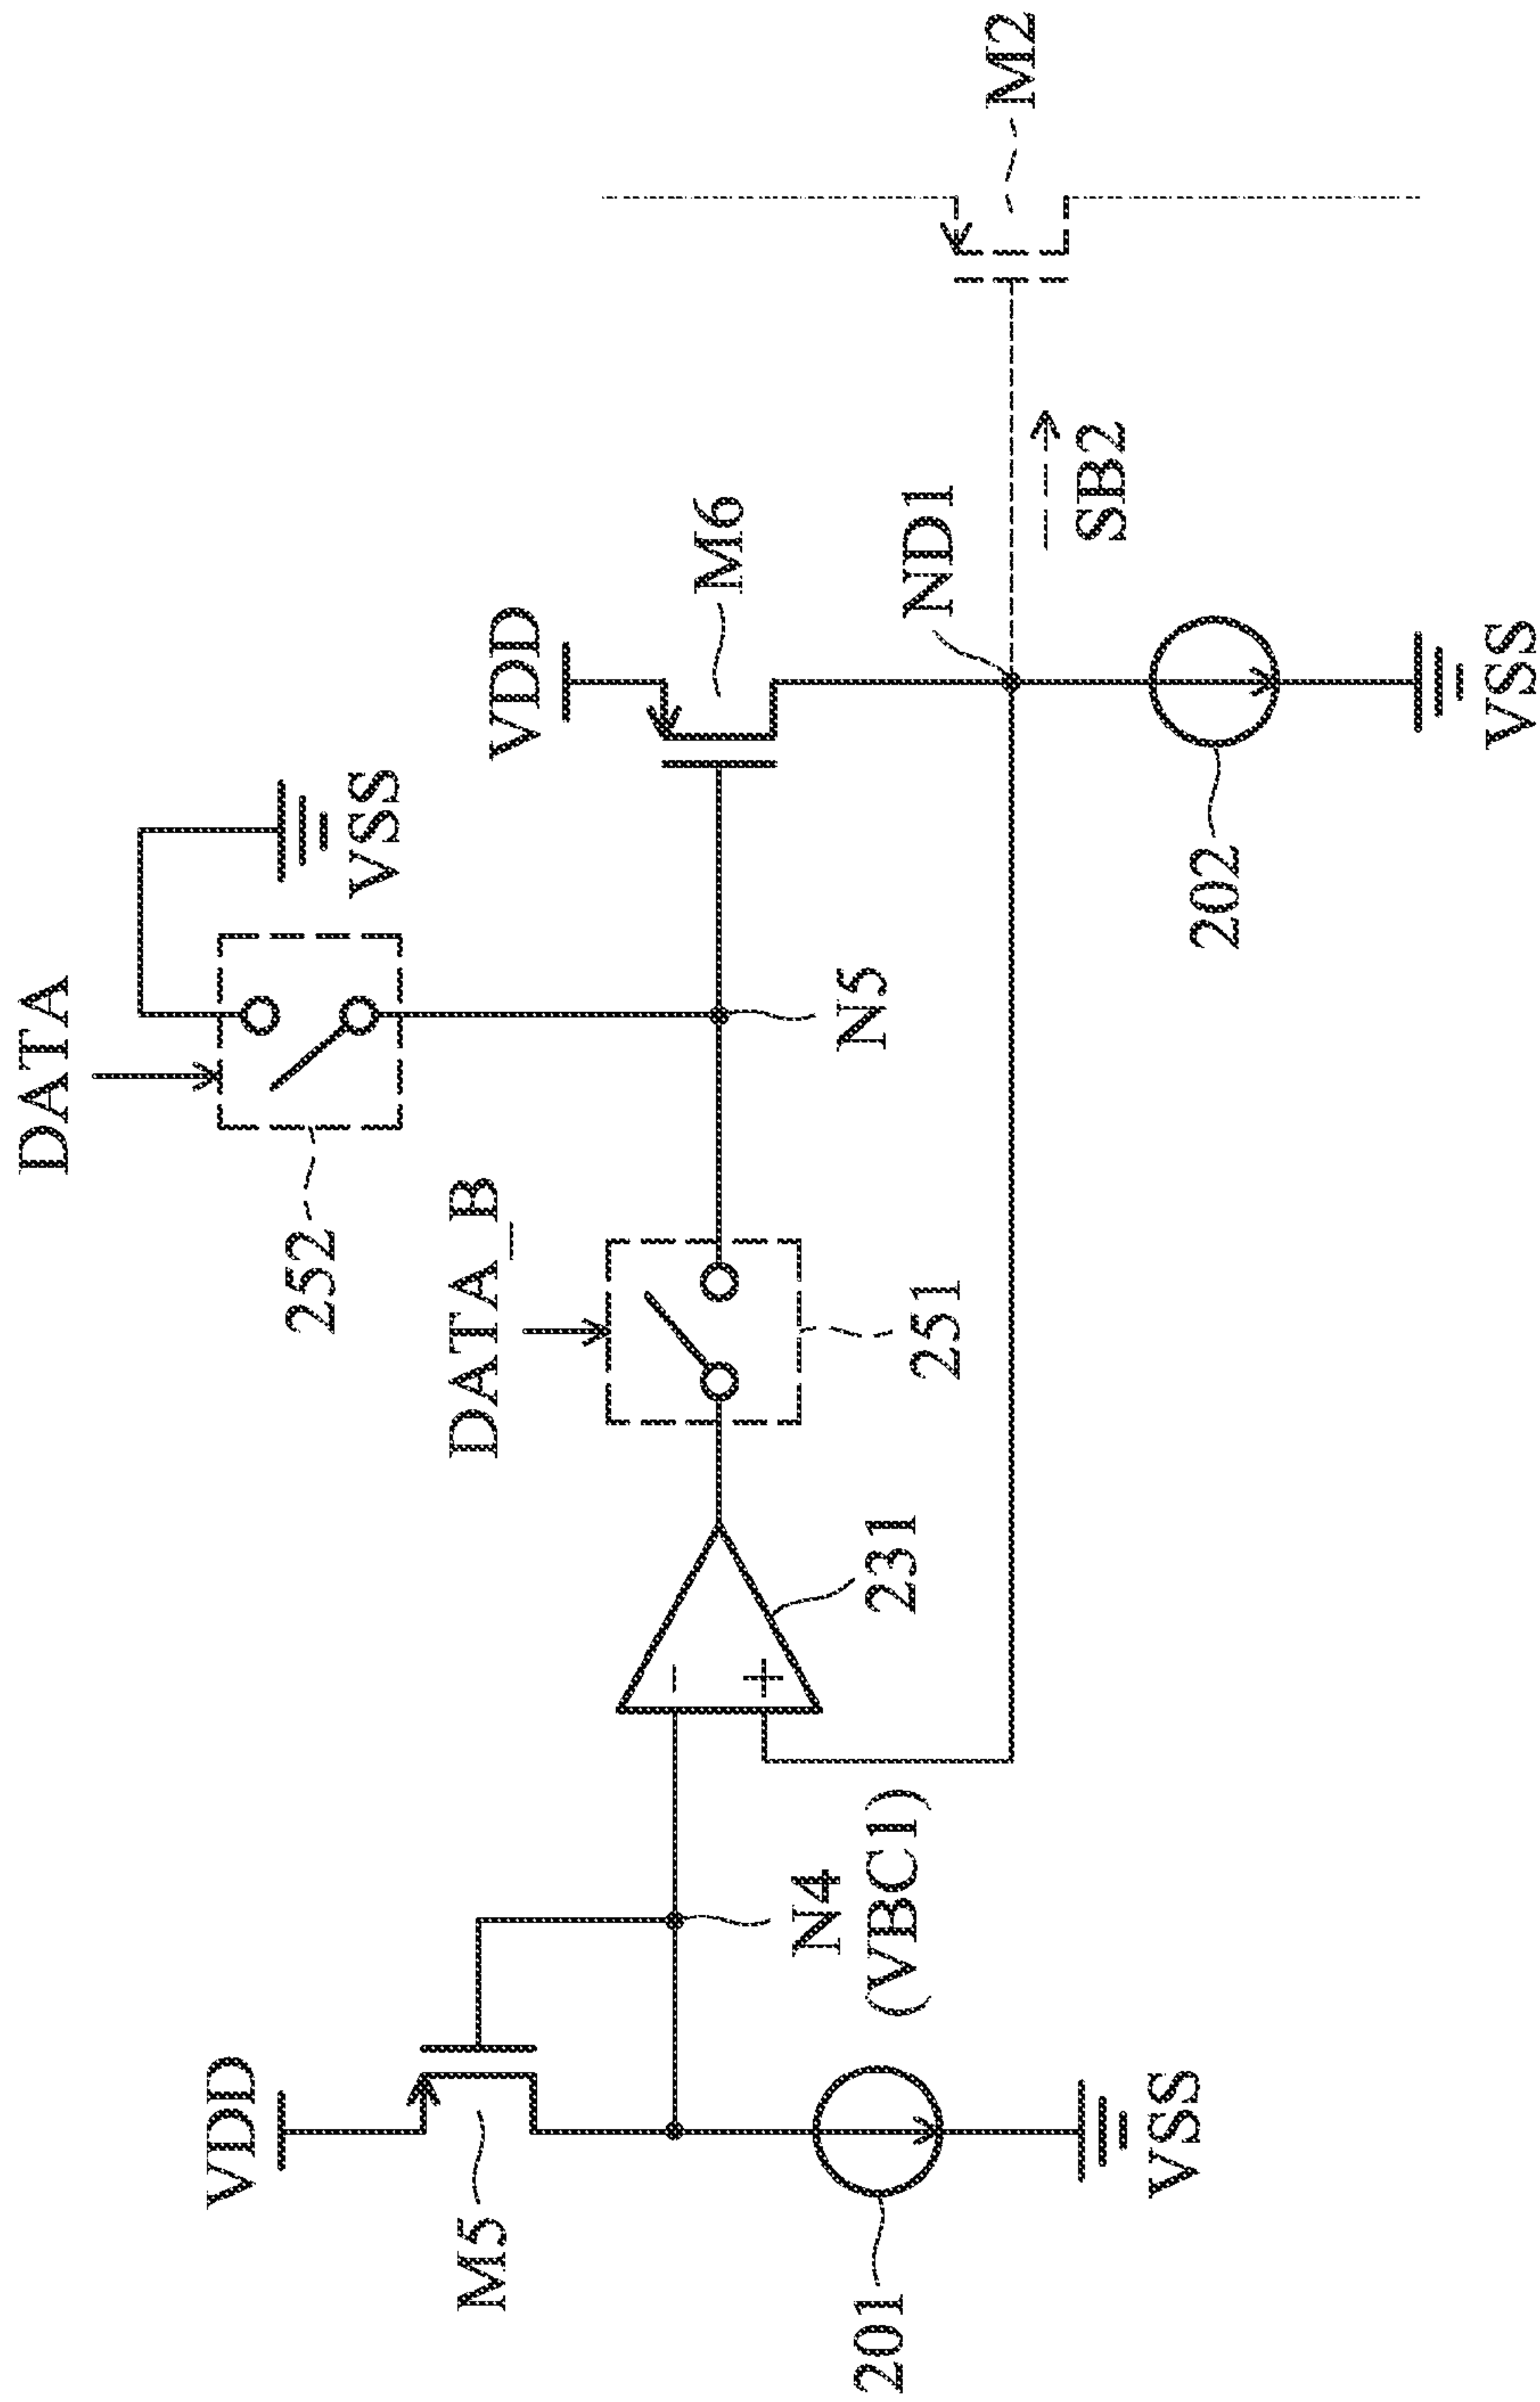 DATA
VSS
252
DATA_B
VDD
M6
N5
251
VDD
M5
N4
(VBC1)
231
ND1
SB2
M2
201
VSS
202
VSS